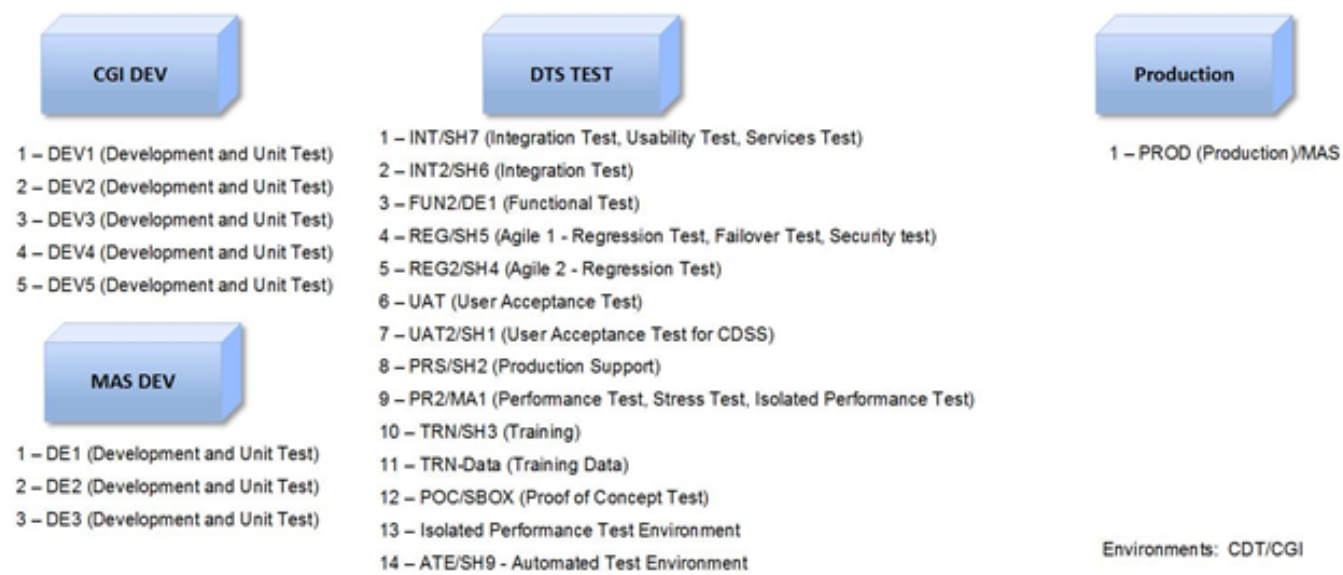 CGI DEV
1 – DEV1 (Development and Unit Test)
2 – DEV2 (Development and Unit Test)
3 – DEV3 (Development and Unit Test)
4 – DEV4 (Development and Unit Test)
5 – DEV5 (Development and Unit Test)
MAS DEV
1 – DE1 (Development and Unit Test)
2 – DE2 (Development and Unit Test)
3 – DE3 (Development and Unit Test)
DTS TEST
1 – INT/SH7 (Integration Test, Usability Test, Services Test)
2 – INT2/SH6 (Integration Test)
3 – FUN2/DE1 (Functional Test)
4 – REG/SH5 (Agile 1 - Regression Test, Failover Test, Security test)
5 – REG2/SH4 (Agile 2 - Regression Test)
6 – UAT (User Acceptance Test)
7 – UAT2/SH1 (User Acceptance Test for CDSS)
8 – PRS/SH2 (Production Support)
9 – PR2/MA1 (Performance Test, Stress Test, Isolated Performance Test)
10 – TRN/SH3 (Training)
11 – TRN-Data (Training Data)
12 – POC/SBOX (Proof of Concept Test)
13 – Isolated Performance Test Environment
14 – ATE/SH9 - Automated Test Environment
Production
1 – PROD (Production)/MAS
Environments: CDT/CGI